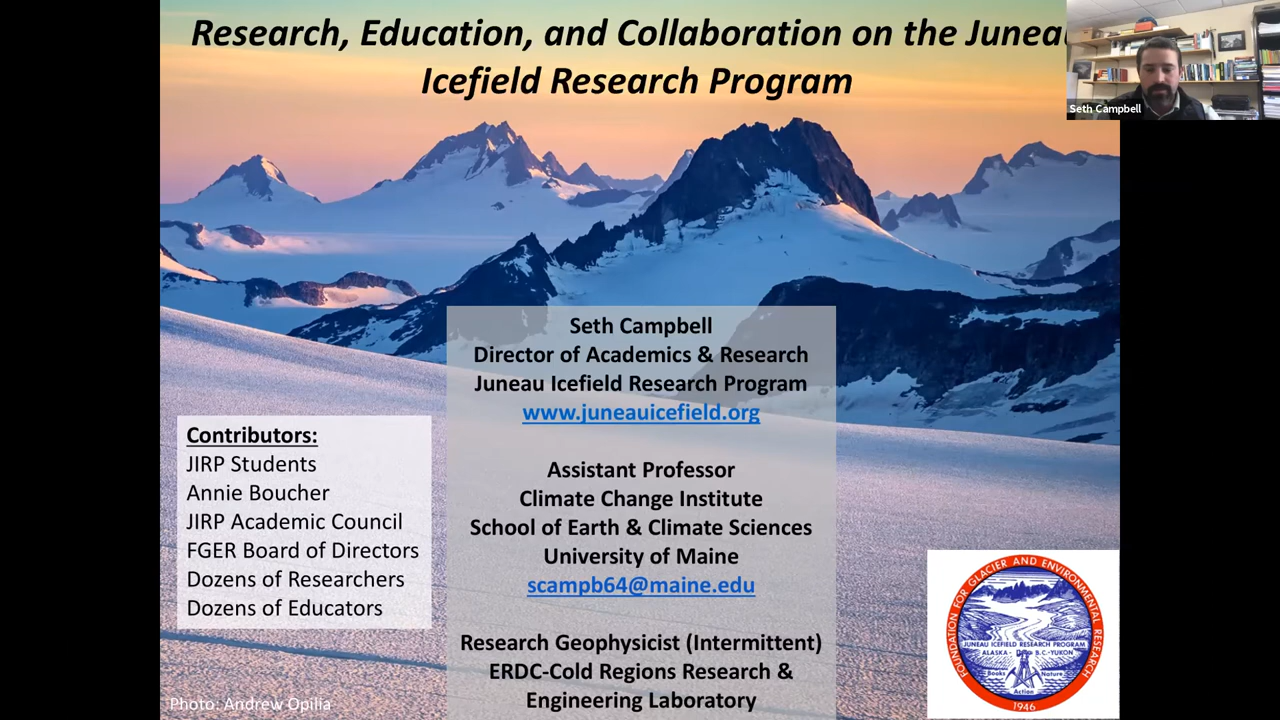 Research, Education, and Collaboration on the Juneau
Icefield Research Program
Seth Campbell
Seth Campbell
Director of Academics & Research
Juneau Icefield Research Program
www.juneauicefield.org
Assistant Professor
Climate Change Institute
School of Earth & Climate Sciences
University of Maine
scampb64@maine.edu
Research Geophysicist (Intermittent)
ERDC-Cold Regions Research &
Engineering Laboratory
Contributors:
JIRP Students
Annie Boucher
JIRP Academic Council
FGER Board of Directors
Dozens of Researchers
Dozens of Educators
FOUNDATION FOR GLACIER AND ENVIRONMENTAL RESEARCH
JUNEAU ICEFIELD RESEARCH PROGRAM
ALASKA - B.C.-YUKON
Books Nature
Action
1946
Photo: Andrew Opilia